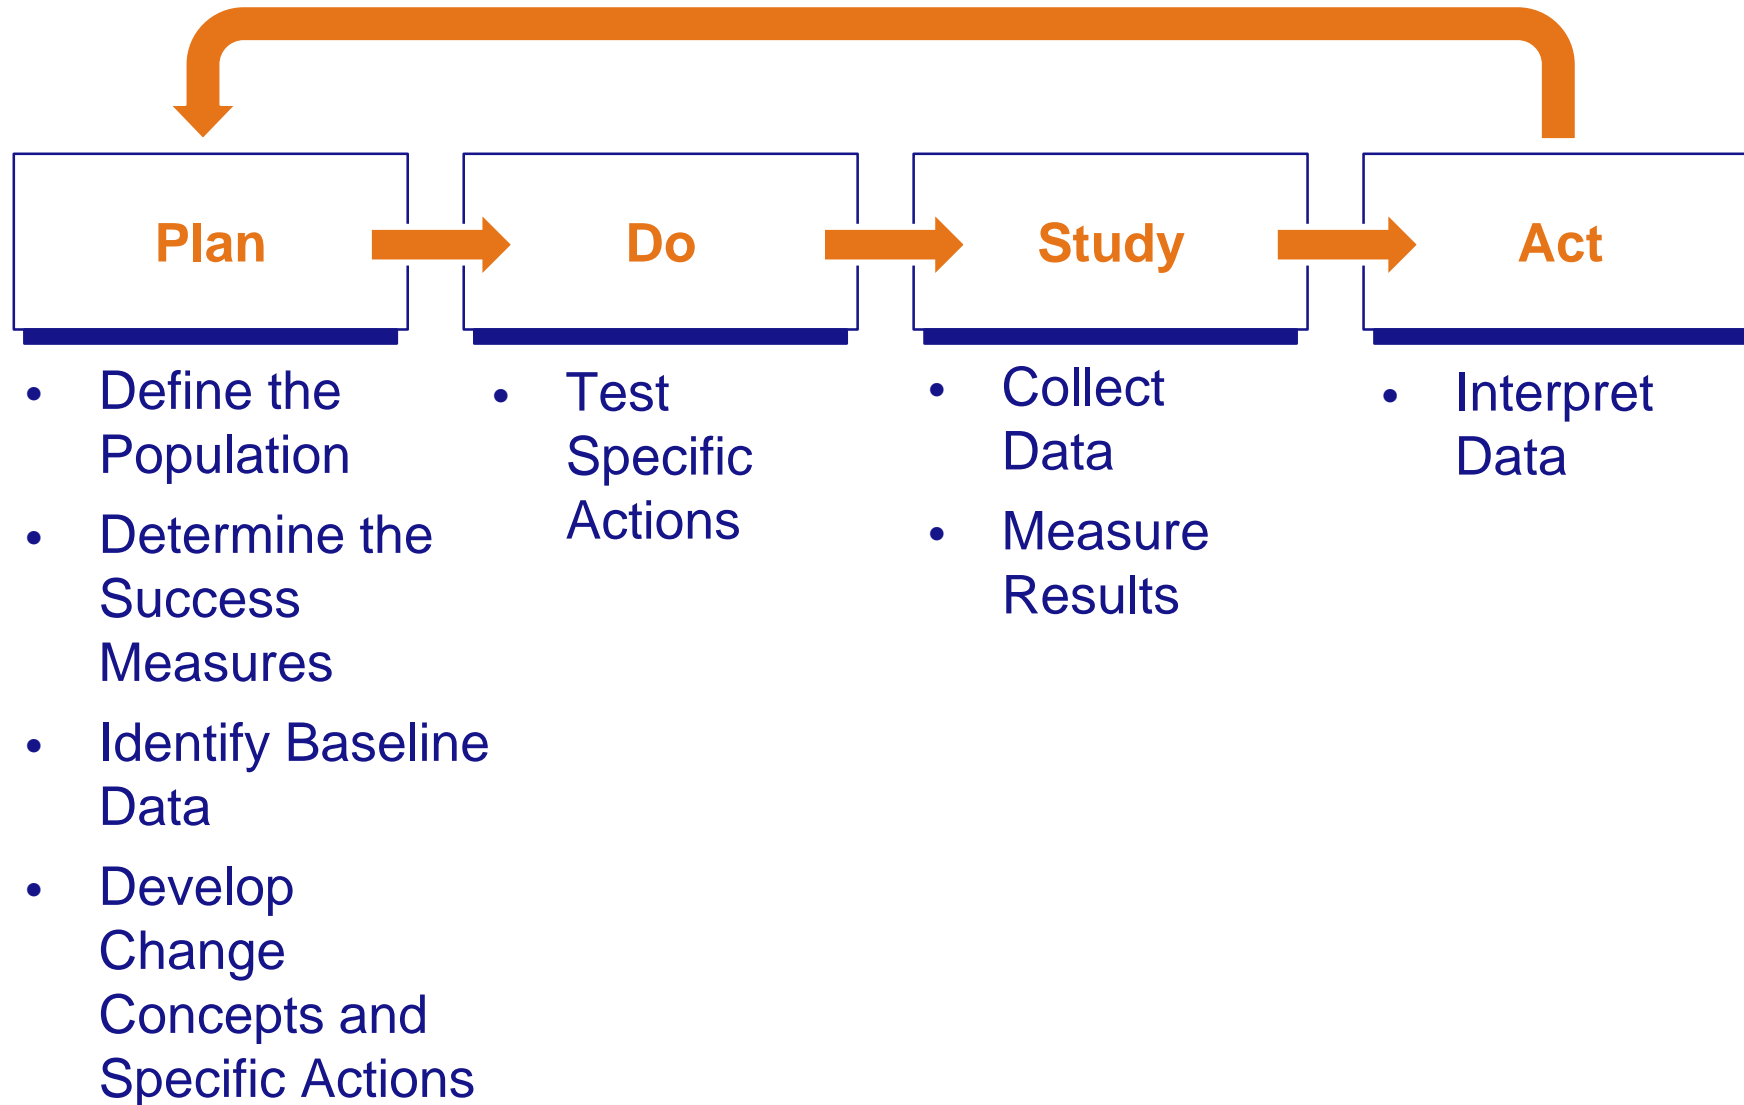 Plan
Do
Study
Act
• Define the
Population
• Determine the
Success
Measures
• Identify Baseline
Data
• Develop
Change
Concepts and
Specific Actions
• Test
Specific
Actions
• Collect
Data
• Measure
Results
• Interpret
Data